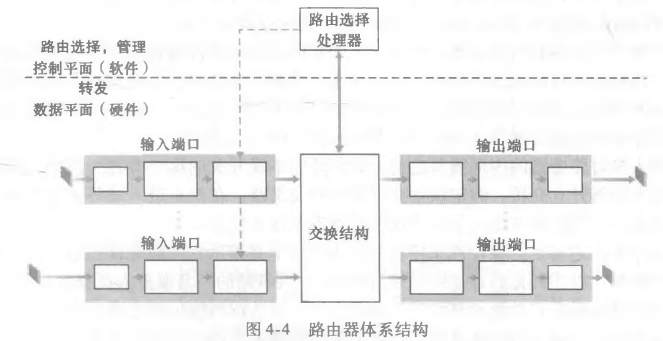 路由选择
处理器
路由选择，管理
控制平面（软件）
转发
数据平面（硬件）
输入端口
输出端口
交换结构
输入端口
输出端口
图 4-4 路由器体系结构